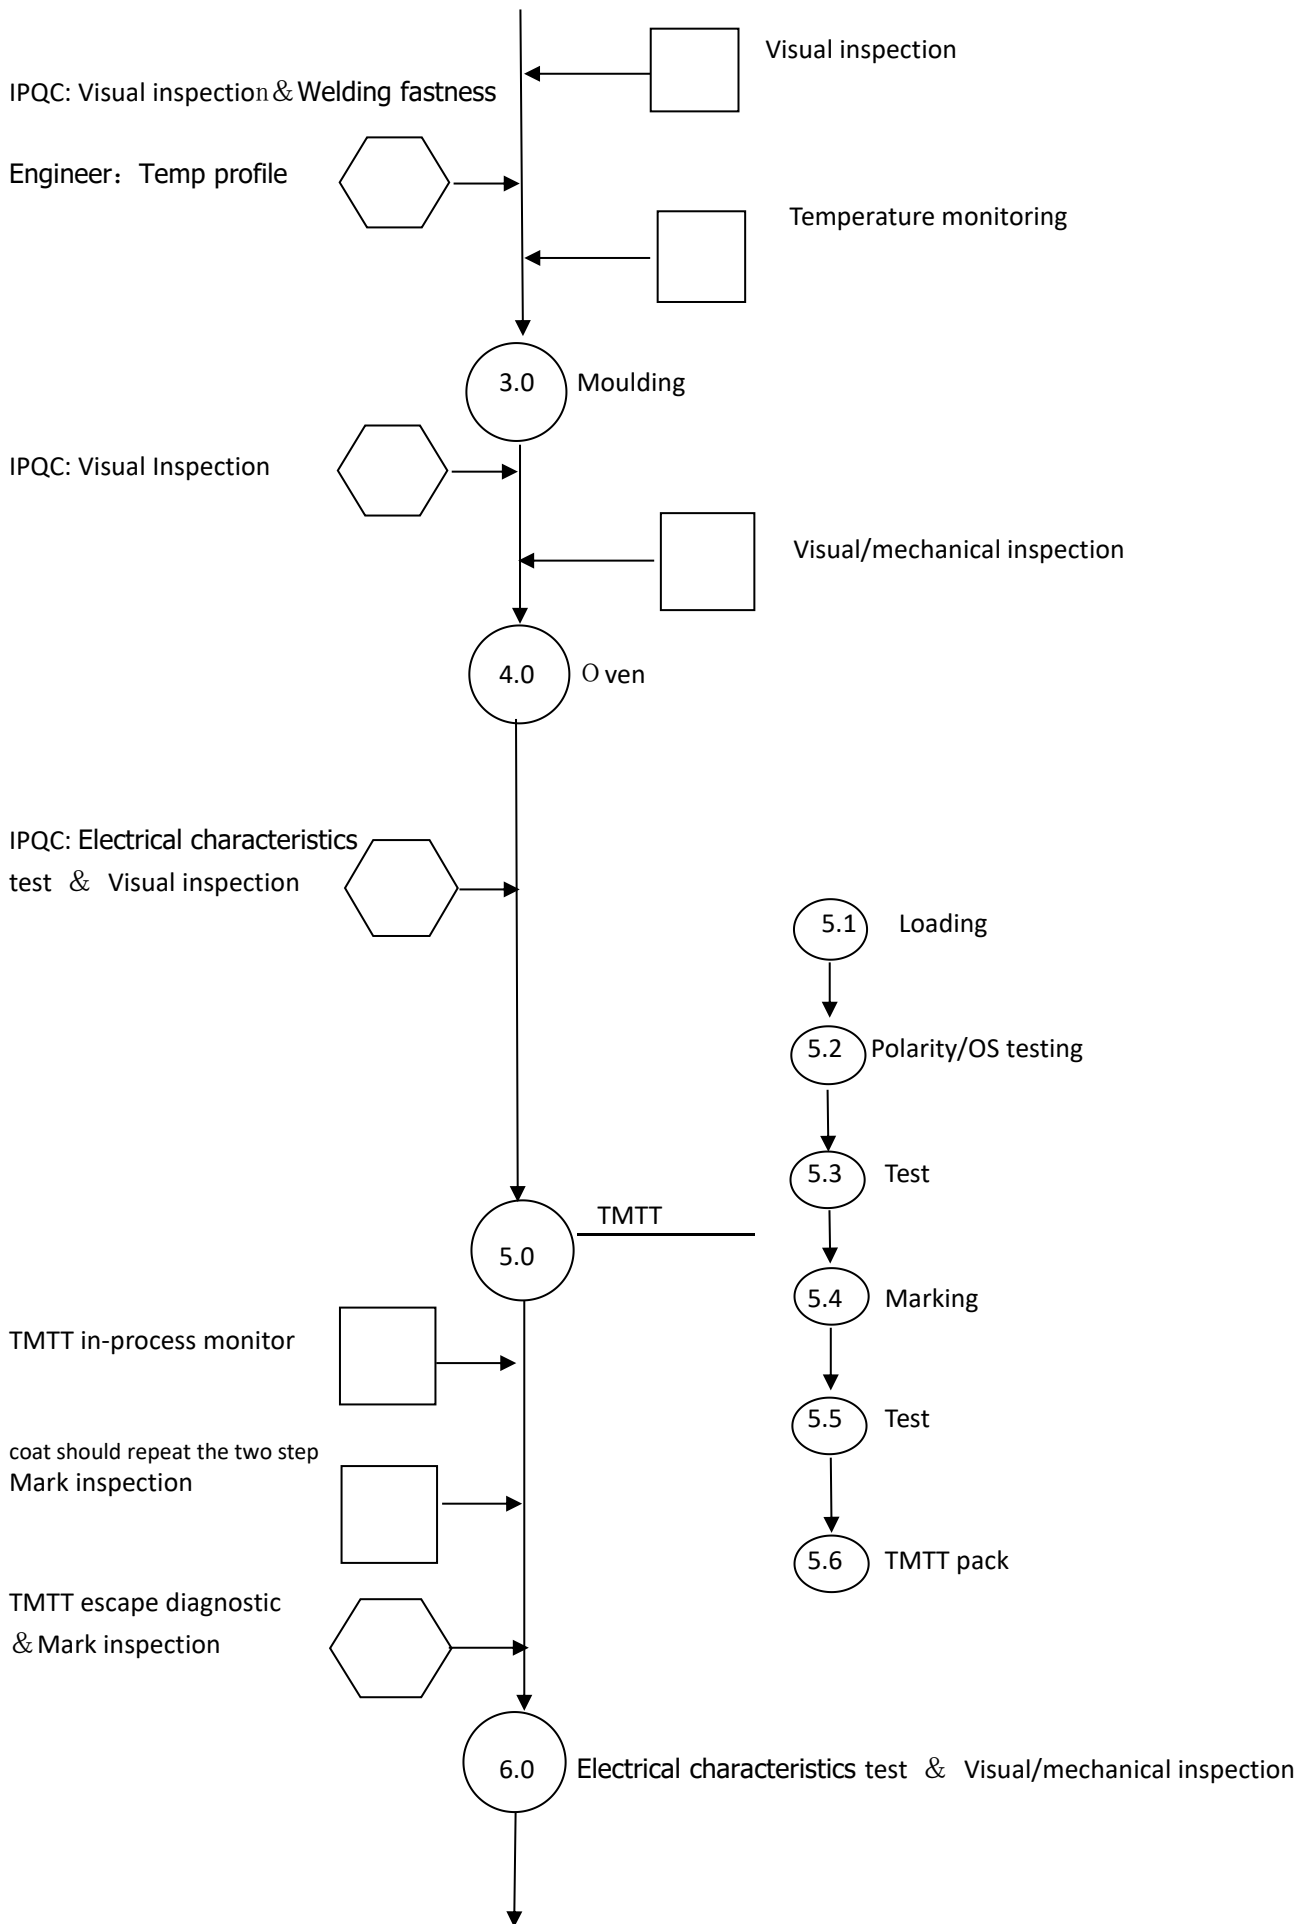 Visual inspection
IPQC: Visual inspection&Welding fastness
Engineer：Temp profile
Temperature monitoring
3.0 Moulding
IPQC: Visual Inspection
Visual/mechanical inspection
4.0 Oven
IPQC: Electrical characteristics
test & Visual inspection
5.1 Loading
5.2 Polarity/OS testing
5.3 Test
TMTT
5.0
5.4 Marking
TMTT in-process monitor
5.5 Test
coat should repeat the two step
Mark inspection
5.6 TMTT pack
TMTT escape diagnostic
&Mark inspection
6.0 Electrical characteristics test & Visual/mechanical inspection